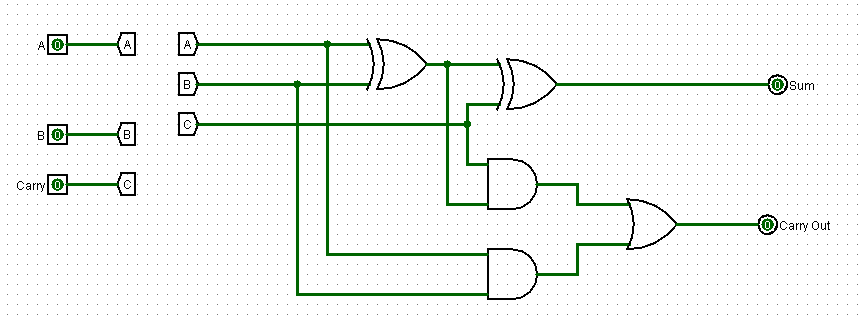 A 0 A A
B
0 Sum
C
B 0 B
Carry 0 C
0 Carry Out